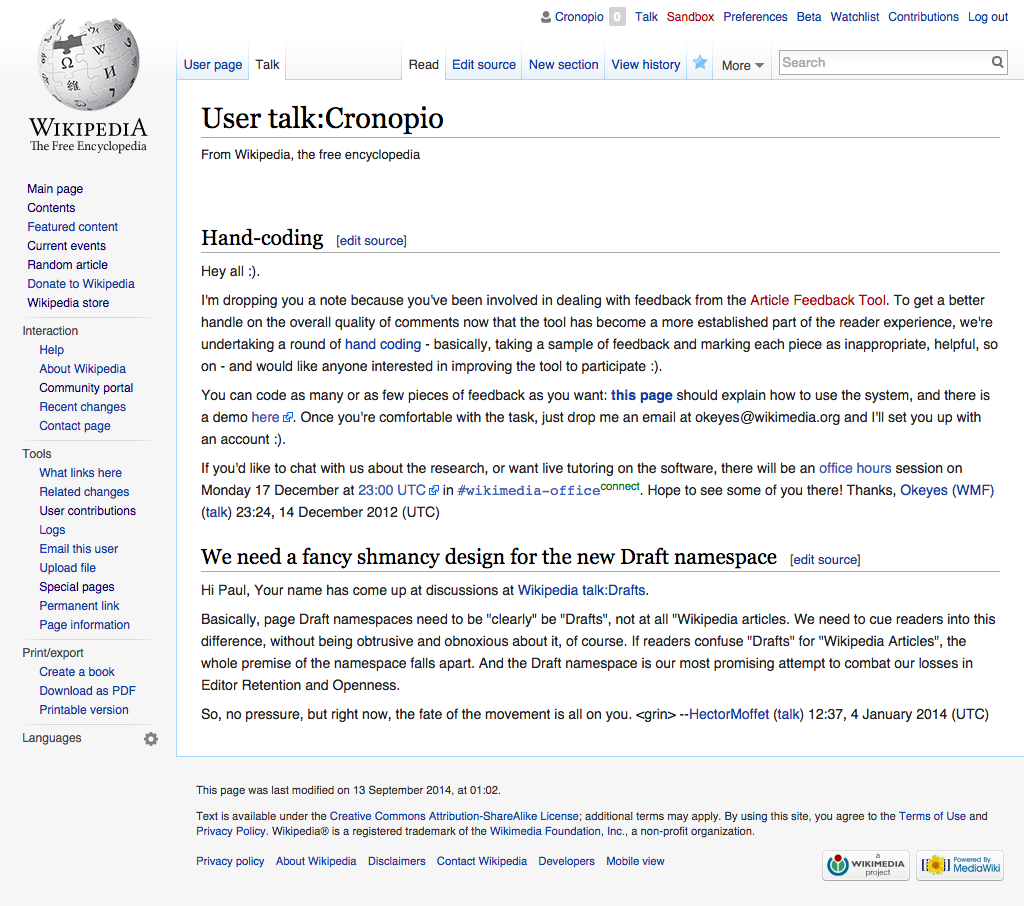 Cronopio 0 Talk Sandbox Preferences Beta Watchlist Contributions Log out
User page Talk Read Edit source New section View history More Search
WIKIPEDIA
The Free Encyclopedia
Main page
Contents
Featured content
Current events
Random article
Donate to Wikipedia
Wikipedia store
Interaction
Help
About Wikipedia
Community portal
Recent changes
Contact page
Tools
What links here
Related changes
User contributions
Logs
Email this user
Upload file
Special pages
Permanent link
Page information
Print/export
Create a book
Download as PDF
Printable version
Languages
User talk:Cronopio
From Wikipedia, the free encyclopedia
Hand-coding [edit source]
Hey all :).
I'm dropping you a note because you've been involved in dealing with feedback from the Article Feedback Tool. To get a better
handle on the overall quality of comments now that the tool has become a more established part of the reader experience, we're
undertaking a round of hand coding - basically, taking a sample of feedback and marking each piece as inappropriate, helpful, so
on - and would like anyone interested in improving the tool to participate :).
You can code as many or as few pieces of feedback as you want: this page should explain how to use the system, and there is
a demo here. Once you're comfortable with the task, just drop me an email at okeyes@wikimedia.org and I'll set you up with
an account :).
If you'd like to chat with us about the research, or want live tutoring on the software, there will be an office hours session on
Monday 17 December at 23:00 UTC in #wikimedia-office connect. Hope to see some of you there! Thanks, Okeyes (WMF)
(talk) 23:24, 14 December 2012 (UTC)
We need a fancy shmancy design for the new Draft namespace [edit source]
Hi Paul, Your name has come up at discussions at Wikipedia talk:Drafts.
Basically, page Draft namespaces need to be "clearly" be "Drafts", not at all "Wikipedia articles. We need to cue readers into this
difference, without being obtrusive and obnoxious about it, of course. If readers confuse "Drafts" for "Wikipedia Articles", the
whole premise of the namespace falls apart. And the Draft namespace is our most promising attempt to combat our losses in
Editor Retention and Openness.
So, no pressure, but right now, the fate of the movement is all on you. <grin> --HectorMoffet (talk) 12:37, 4 January 2014 (UTC)
This page was last modified on 13 September 2014, at 01:02.
Text is available under the Creative Commons Attribution-ShareAlike License; additional terms may apply. By using this site, you agree to the Terms of Use and
Privacy Policy. Wikipedia® is a registered trademark of the Wikimedia Foundation, Inc., a non-profit organization.
Privacy policy About Wikipedia Disclaimers Contact Wikipedia Developers Mobile view
a
WIKIMEDIA
project
Powered By
MediaWiki